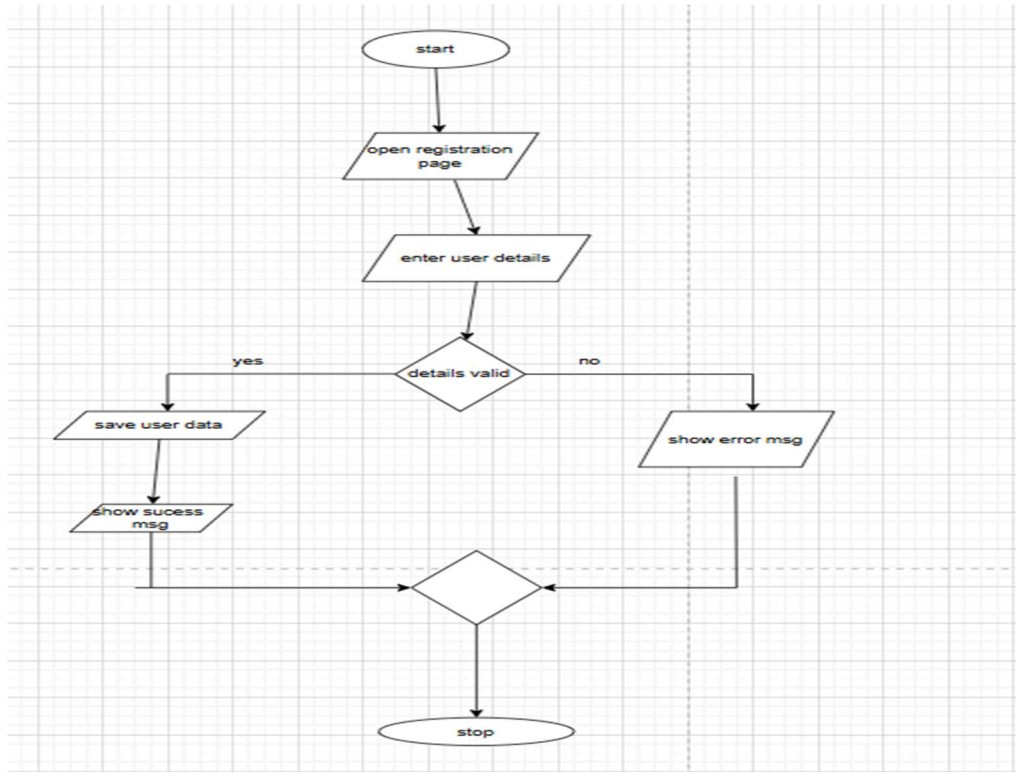 start
open registration
page
enter user details
yes
no
details valid
save user data
show error msg
show sucess
msg
stop